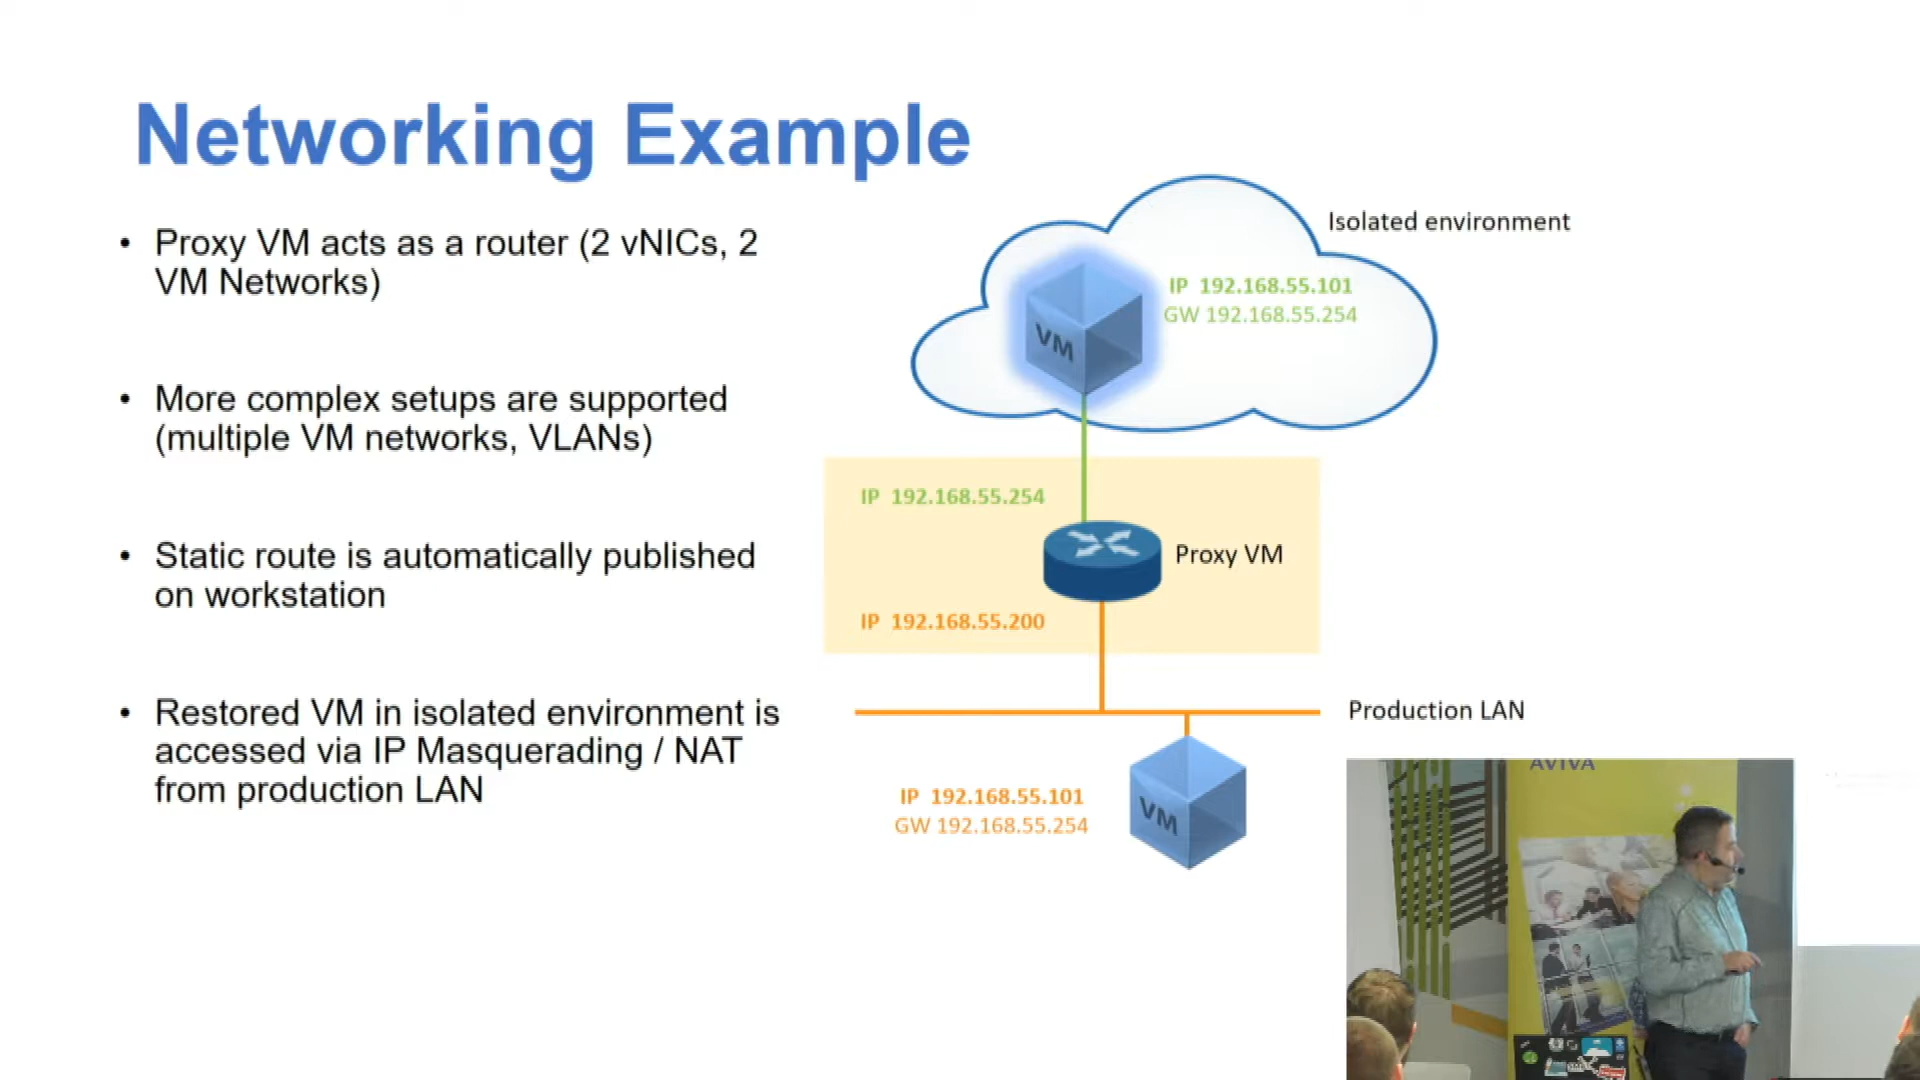 Networking Example
• Proxy VM acts as a router (2 vNICs, 2
VM Networks)
• More complex setups are supported
(multiple VM networks, VLANs)
• Static route is automatically published
on workstation
• Restored VM in isolated environment is
accessed via IP Masquerading / NAT
from production LAN
Isolated environment
IP 192.168.55.101
GW 192.168.55.254
VM
IP 192.168.55.254
Proxy VM
IP 192.168.55.200
Production LAN
IP 192.168.55.101
GW 192.168.55.254
VM
AVIVA